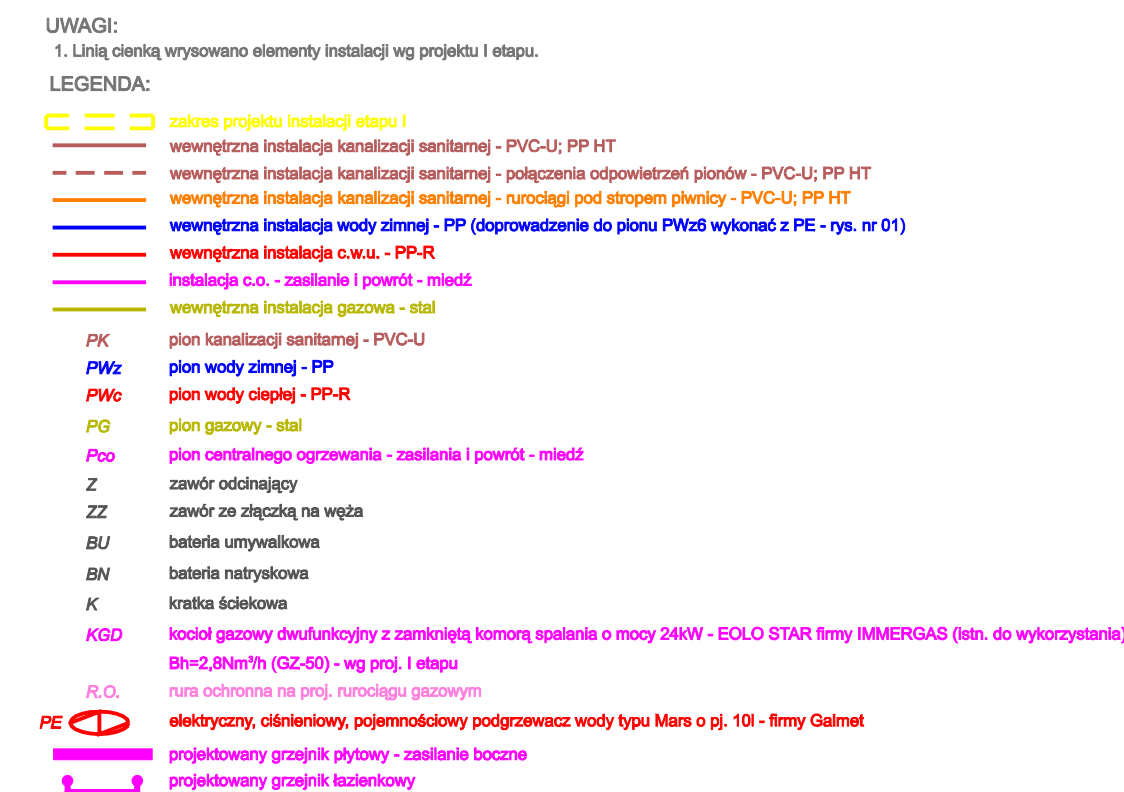 UWAGI:
1. Linią cienką wrysowano elementy instalacji wg projektu I etapu.
LEGENDA:
zakres projektu instalacji etapu I
wewnętrzna instalacja kanalizacji sanitarnej - PVC-U; PP HT
wewnętrzna instalacja kanalizacji sanitarnej - połączenia odpowietrzeń pionów - PVC-U; PP HT
wewnętrzna instalacja kanalizacji sanitarnej - rurociągi pod stropem piwnicy - PVC-U; PP HT
wewnętrzna instalacja wody zimnej - PP (doprowadzenie do pionu PWz6 wykonać z PE - rys. nr 01)
wewnętrzna instalacja c.w.u. - PP-R
instalacja c.o. - zasilanie i powrót - miedź
wewnętrzna instalacja gazowa - stal
PK pion kanalizacji sanitarnej - PVC-U
PWz pion wody zimnej - PP
PWc pion wody ciepłej - PP-R
PG pion gazowy - stal
Pco pion centralnego ogrzewania - zasilania i powrót - miedź
Z zawór odcinający
ZZ zawór ze złączką na węża
BU bateria umywalkowa
BN bateria natryskowa
K kratka ściekowa
KGD kocioł gazowy dwufunkcyjny z zamkniętą komorą spalania o mocy 24kW - EOLO STAR firmy IMMERGAS (istn. do wykorzystania)
Bh=2,8Nm³/h (GZ-50) - wg proj. I etapu
R.O. rura ochronna na proj. rurociągu gazowym
PE elektryczny, ciśnieniowy, pojemnościowy podgrzewacz wody typu Mars o pj. 10l - firmy Galmet
projektowany grzejnik płytowy - zasilanie boczne
projektowany grzejnik łazienkowy